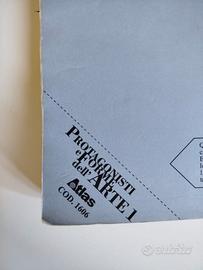 PROTAGONISTI
e FORME
dell'ARTE 1
Atlas
COD. 1606
Q
subito